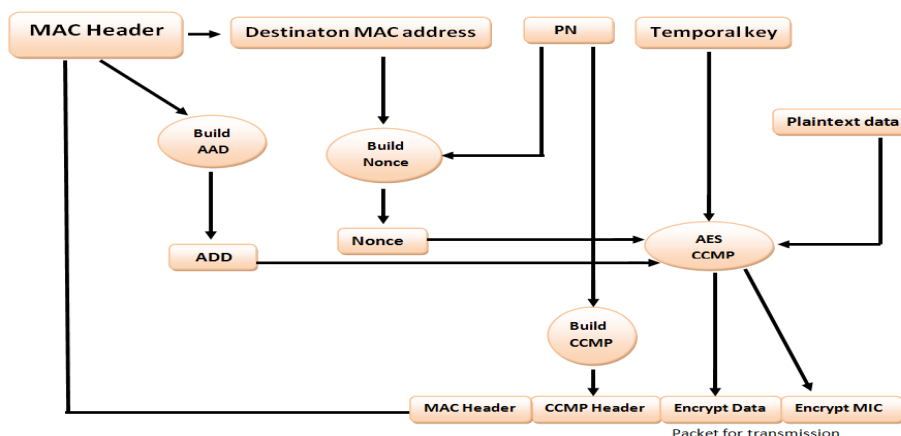 MAC Header
Destinaton MAC address
PN
Temporal key
Plaintext data
Build
AAD
Build
Nonce
ADD
Nonce
AES
CCMP
Build
CCMP
MAC Header
CCMP Header
Encrypt Data
Encrypt MIC
Packet for transmission